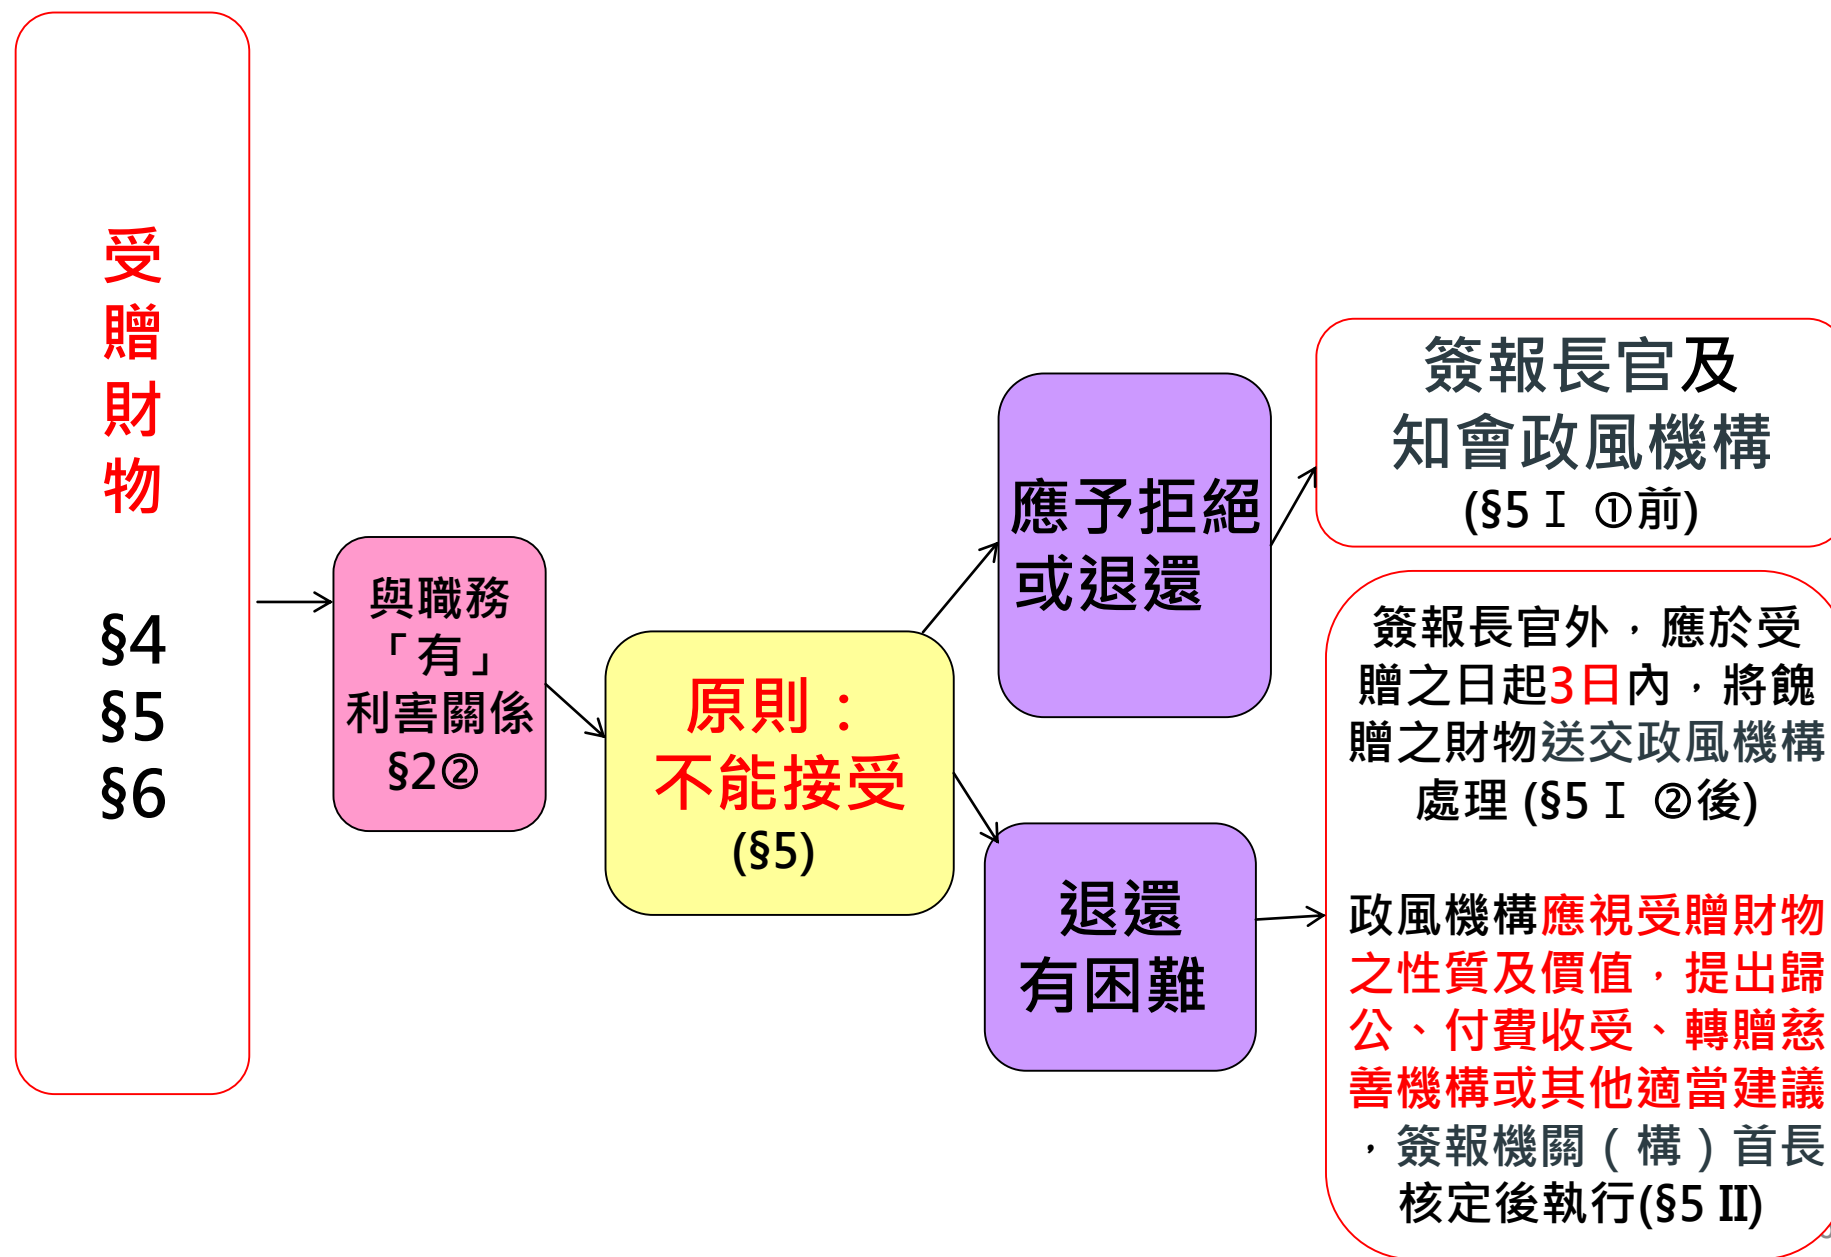 受
贈
財
物
§4
§5
§6
與職務
「有」
利害關係
§2②
原則：
不能接受
(§5)
應予拒絕
或退還
退還
有困難
簽報長官及
知會政風機構
(§5Ⅰ ①前)
簽報長官外，應於受
贈之日起3日內，將餽
贈之財物送交政風機構
處理 (§5Ⅰ ②後)
政風機構應視受贈財物
之性質及價值，提出歸
公、付費收受、轉贈慈
善機構或其他適當建議
，簽報機關（構）首長
核定後執行(§5 II)